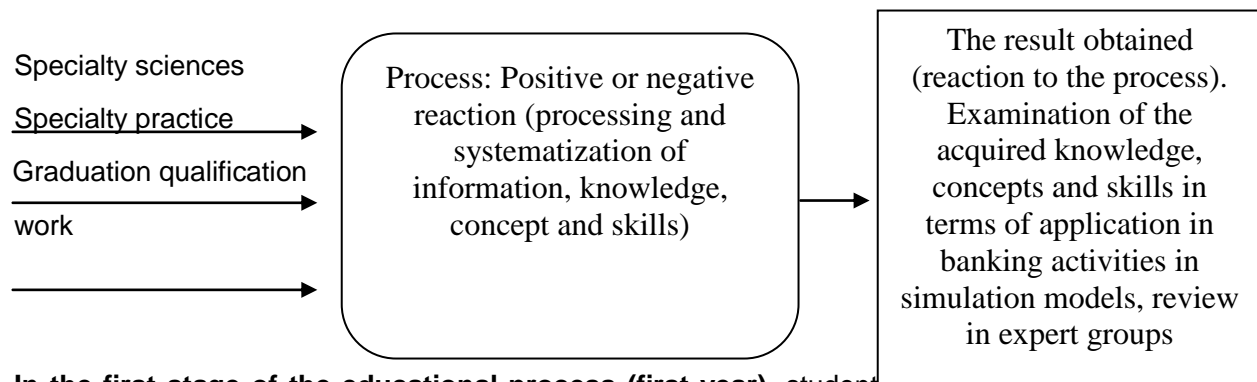 Specialty sciences
Specialty practice
Graduation qualification
work
Process: Positive or negative
reaction (processing and
systematization of
information, knowledge,
concept and skills)
The result obtained
(reaction to the process).
Examination of the
acquired knowledge,
concepts and skills in
terms of application in
banking activities in
simulation models, review
in expert groups
In the first stage of the educational process (first year), student